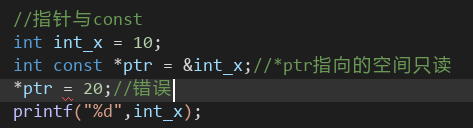 //指针与const
int int_x = 10;
int const *ptr = &int_x;//*ptr指向的空间只读
*ptr = 20;//错误
printf("%d",int_x);